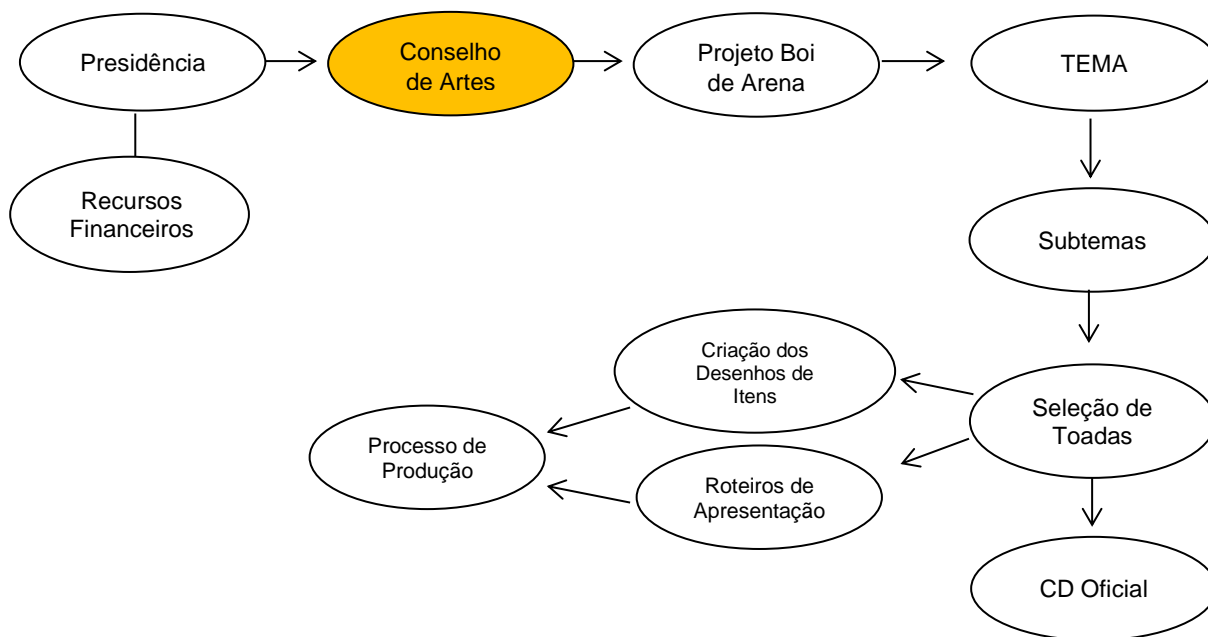 Presidência
Conselho
de Artes
Projeto Boi
de Arena
TEMA
Recursos
Financeiros
Subtemas
Criação dos
Desenhos de
Itens
Seleção de
Toadas
Processo de
Produção
Roteiros de
Apresentação
CD Oficial